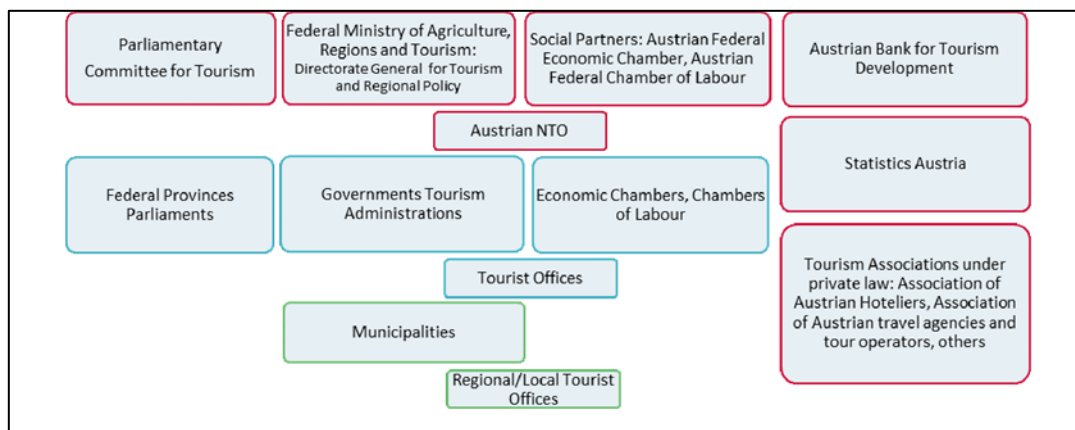 Parliamentary
Committee for Tourism
Federal Ministry of Agriculture,
Regions and Tourism:
Directorate General for Tourism
and Regional Policy
Social Partners: Austrian Federal
Economic Chamber, Austrian
Federal Chamber of Labour
Austrian Bank for Tourism
Development
Austrian NTO
Statistics Austria
Federal Provinces
Parliaments
Governments Tourism
Administrations
Economic Chambers, Chambers
of Labour
Tourist Offices
Tourism Associations under
private law: Association of
Austrian Hoteliers, Association
of Austrian travel agencies and
tour operators, others
Municipalities
Regional/Local Tourist
Offices